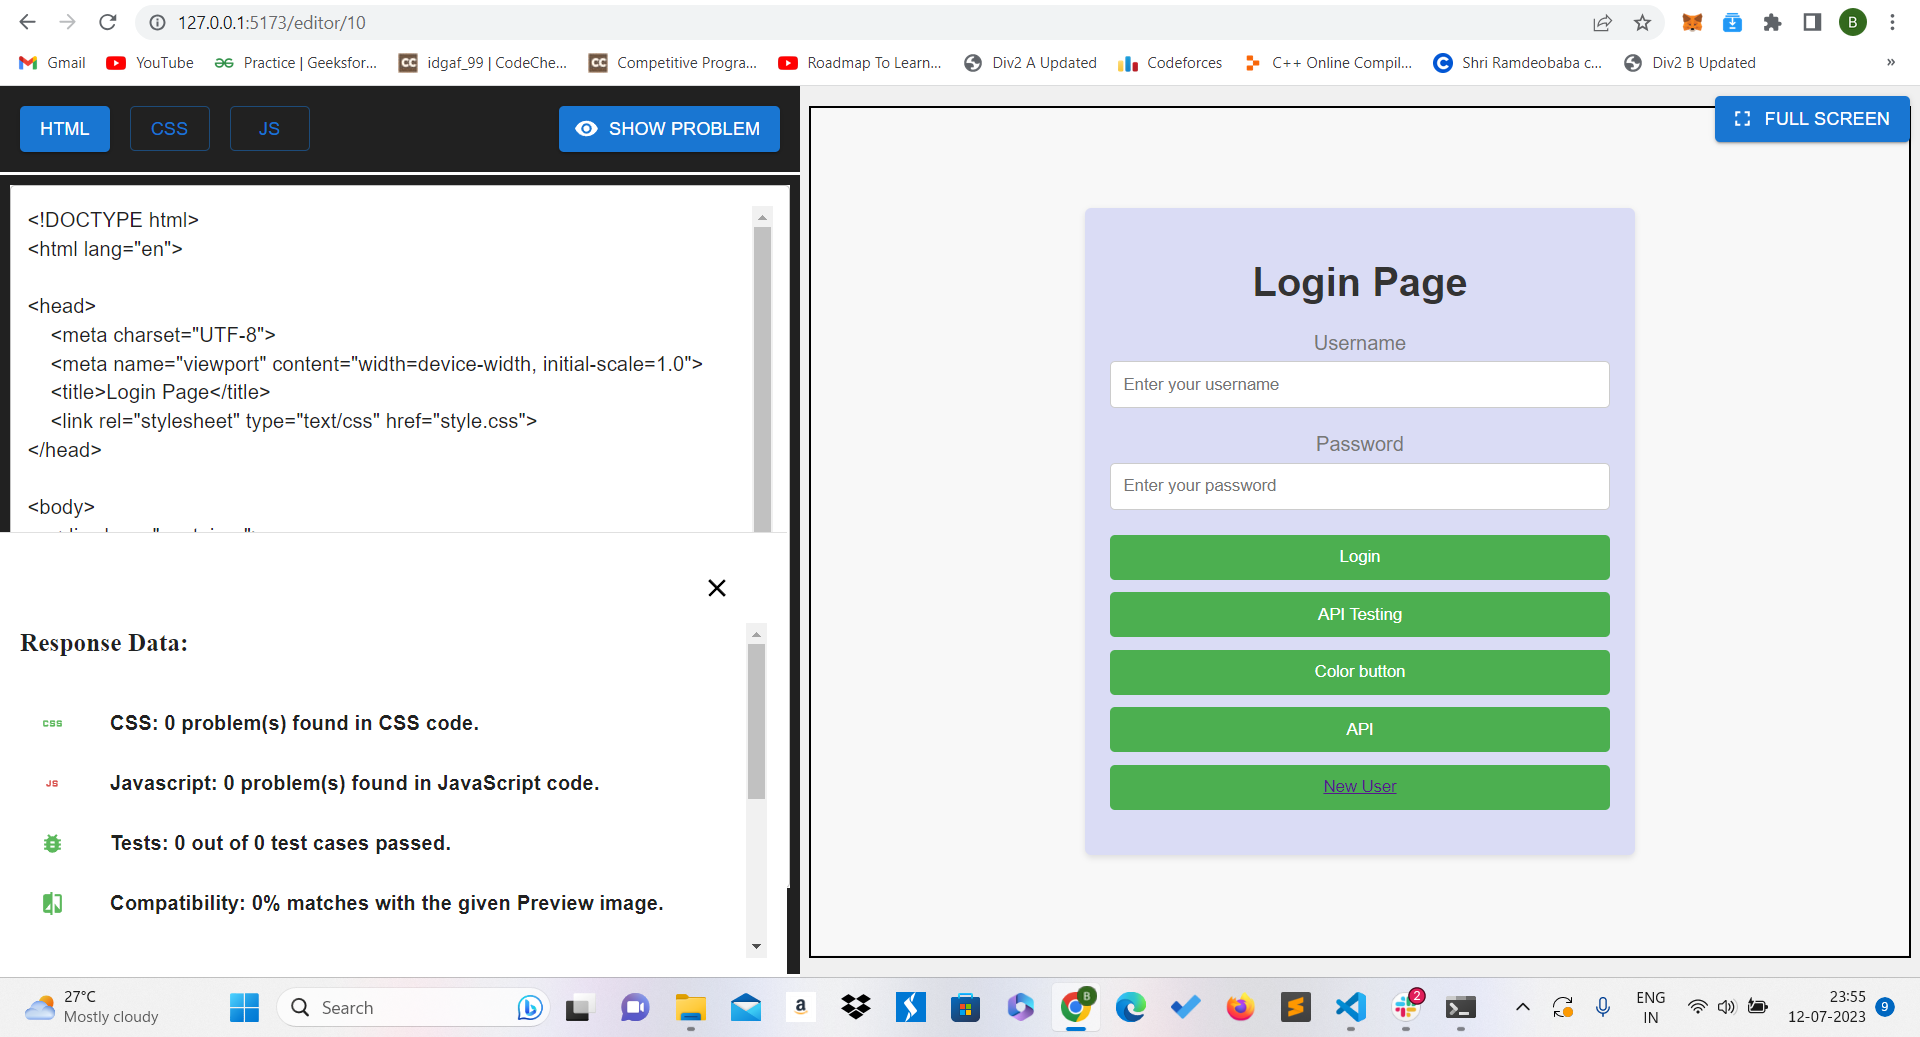 127.0.0.1:5173/editor/10
B
Gmail
YouTube
Practice | Geeksfor...
idgaf_99 | CodeChe...
Competitive Progra...
Roadmap To Learn...
Div2 A Updated
Codeforces
C++ Online Compil...
Shri Ramdeobaba c...
Div2 B Updated
»
HTML
CSS
JS
SHOW PROBLEM
FULL SCREEN
<!DOCTYPE html>
<html lang="en">
<head>
<meta charset="UTF-8">
<meta name="viewport" content="width=device-width, initial-scale=1.0">
<title>Login Page</title>
<link rel="stylesheet" type="text/css" href="style.css">
</head>
<body>
Response Data:
CSS
CSS: 0 problem(s) found in CSS code.
JS
Javascript: 0 problem(s) found in JavaScript code.
Tests: 0 out of 0 test cases passed.
Compatibility: 0% matches with the given Preview image.
Login Page
Username
Enter your username
Password
Enter your password
Login
API Testing
Color button
API
New User
27°C
Mostly cloudy
Search
a
B
2
ENG
IN
23:55
12-07-2023
9